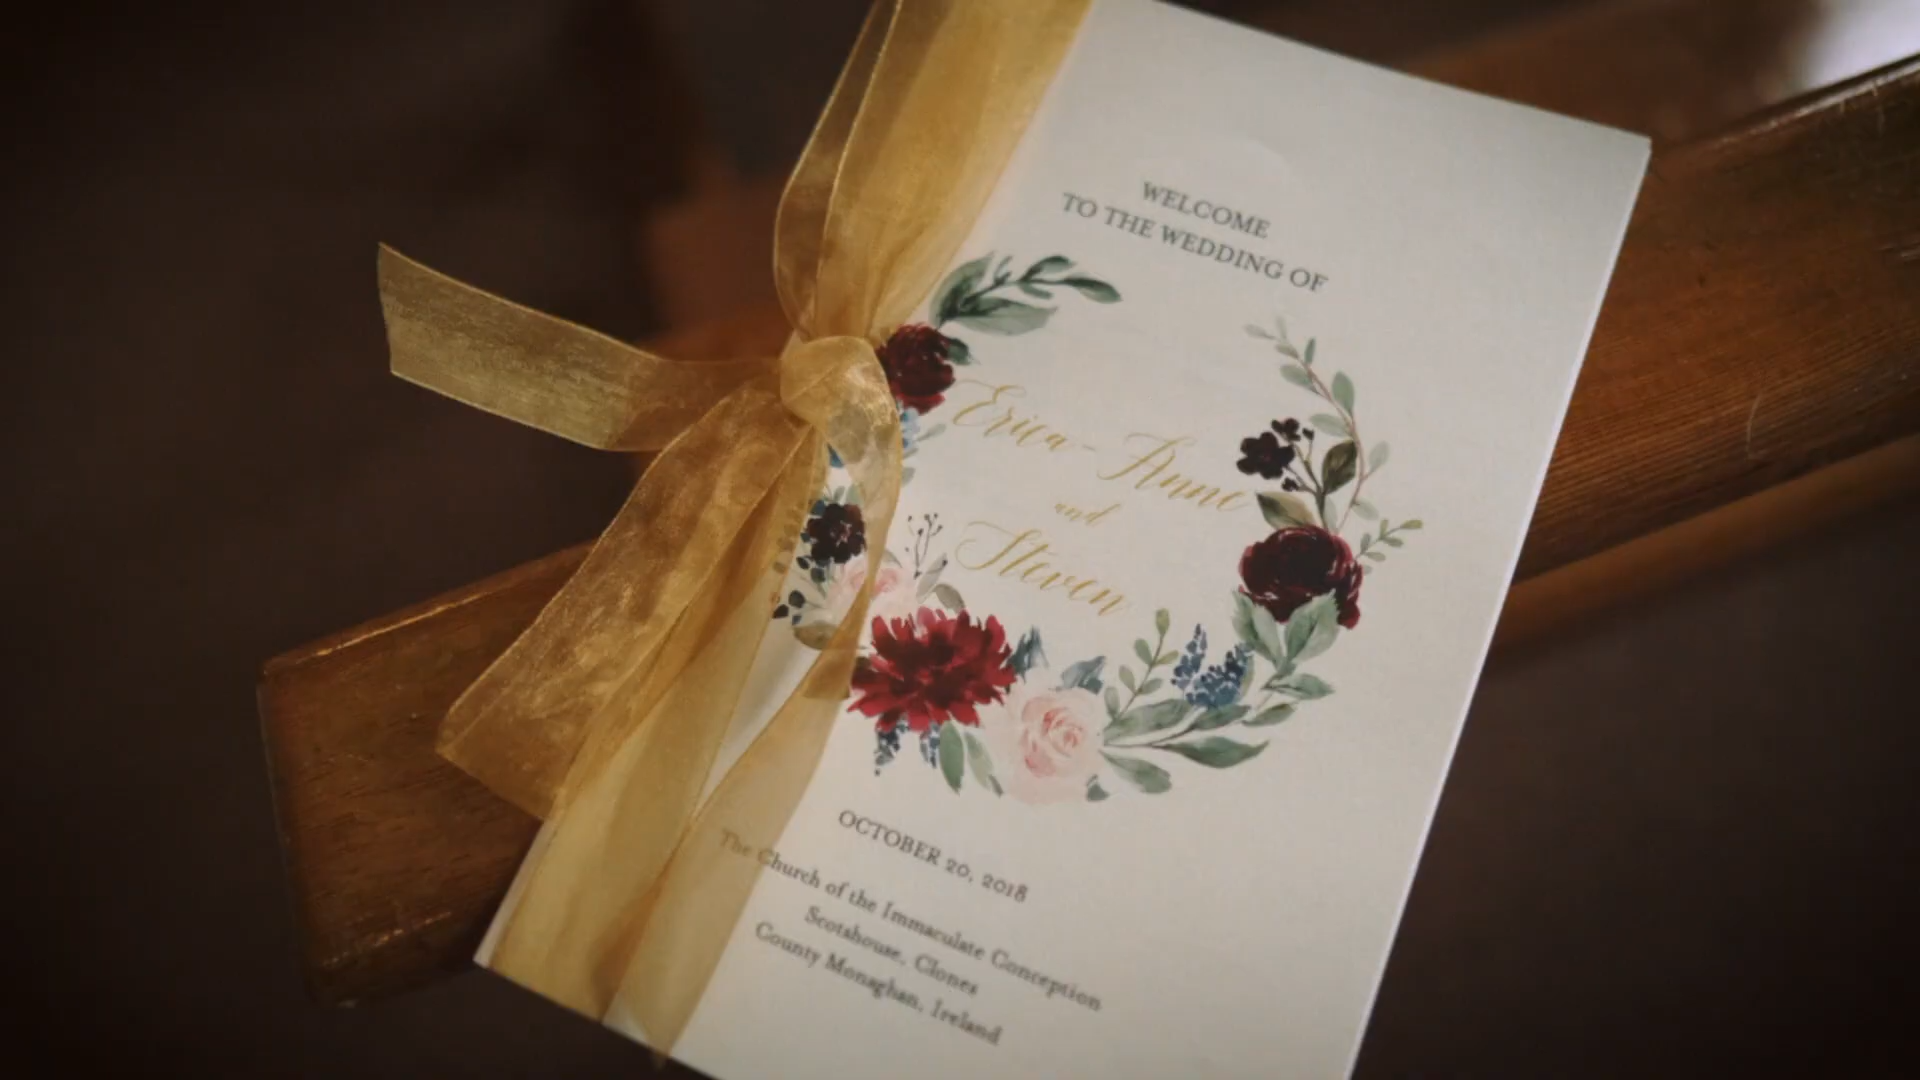 WELCOME
TO THE WEDDING OF
Erica-Anne
and
Steven
OCTOBER 20, 2018
The Church of the Immaculate Conception
Scotshouse, Clones
County Monaghan, Ireland